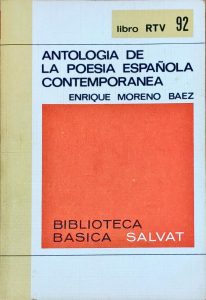 libro RTV 92
ANTOLOGIA DE
LA POESIA ESPAÑOLA
CONTEMPORANEA
ENRIQUE MORENO BAEZ
BIBLIOTECA
BASICA SALVAT